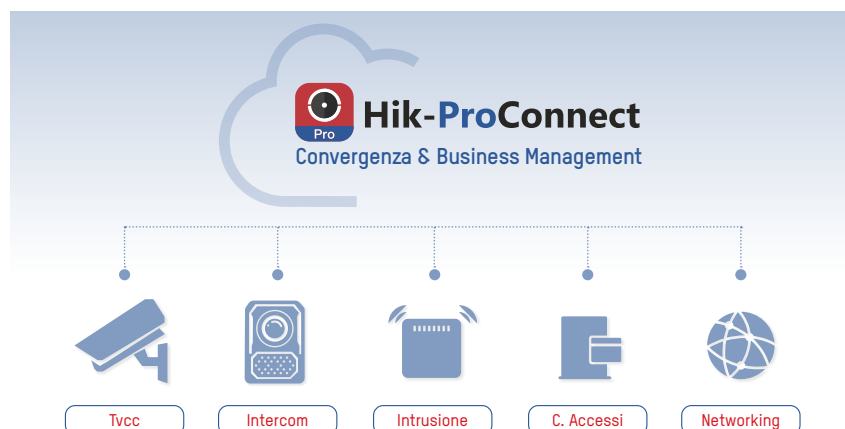 Pro
Hik-ProConnect
Convergenza & Business Management
Tvcc
Intercom
Intrusione
C. Accessi
Networking